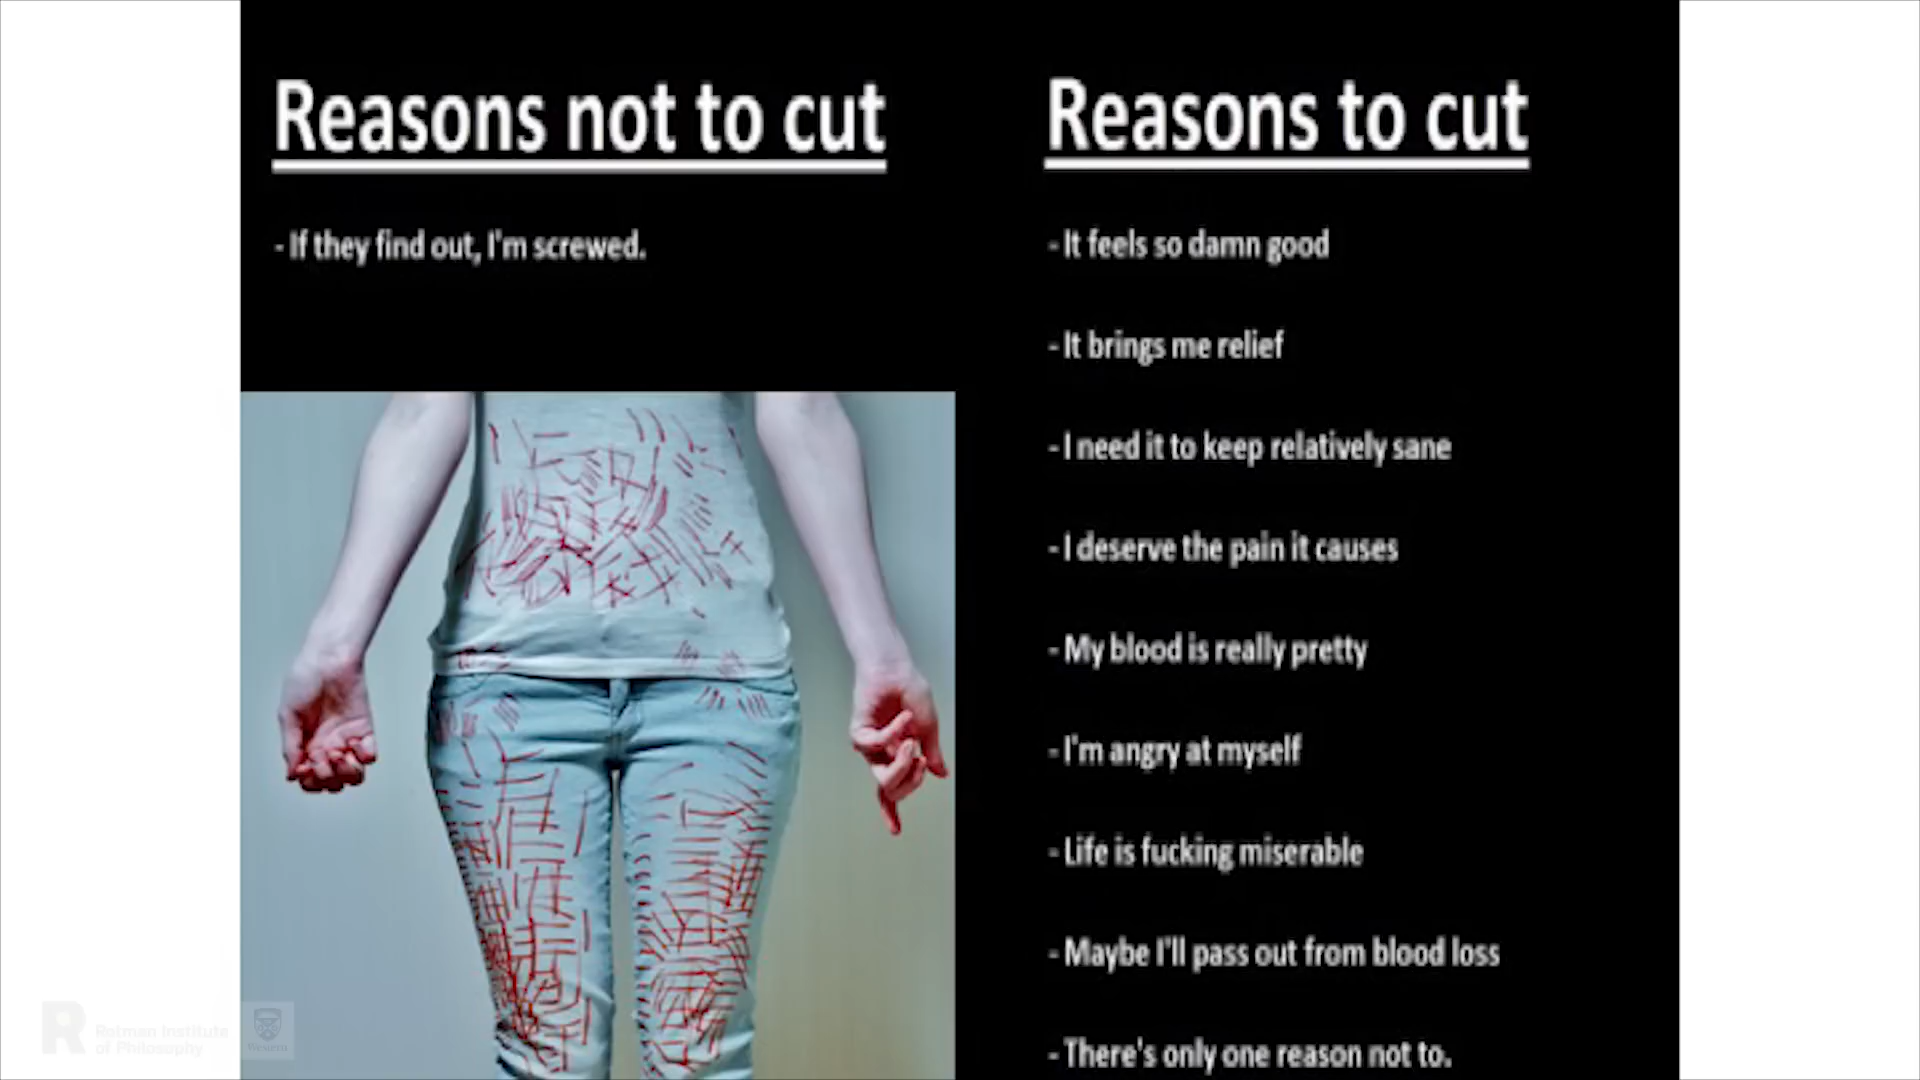 Reasons not to cut
- If they find out, I'm screwed.
Reasons to cut
- It feels so damn good
- It brings me relief
- I need it to keep relatively sane
- I deserve the pain it causes
- My blood is really pretty
- I'm angry at myself
- Life is fucking miserable
- Maybe I'll pass out from blood loss
- There's only one reason not to.
R
Rotman Institute
of Philosophy
Western